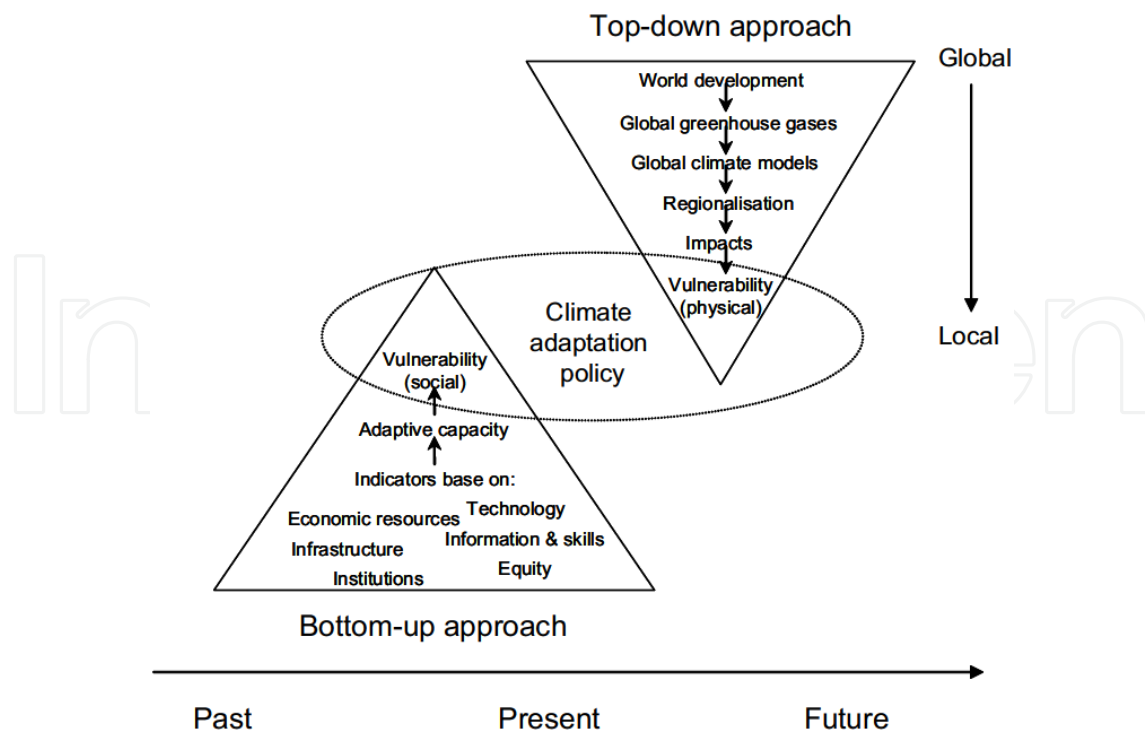 Top-down approach
Global
World development
Global greenhouse gases
Global climate models
Regionalisation
Impacts
Vulnerability
(physical)
Local
Climate
adaptation
policy
Vulnerability
(social)
Adaptive capacity
Indicators base on:
Economic resources
Technology
Infrastructure
Information & skills
Institutions
Equity
Bottom-up approach
Past
Present
Future